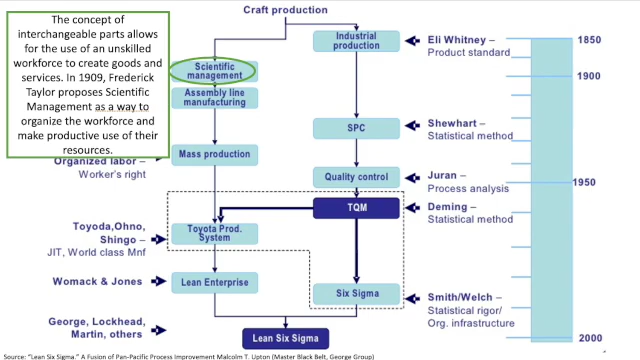 Craft production
The concept of
interchangeable parts allows
for the use of an unskilled
workforce to create goods and
services. In 1909, Frederick
Taylor proposes Scientific
Management as a way to
organize the workforce and
make productive use of their
resources.
Industrial
production
Eli Whitney –
Product standard
1850
Scientific
management
1900
Assembly line
manufacturing
SPC
Shewhart –
Statistical method
Organized labor –
Worker's right
Mass production
Quality control
Juran –
Process analysis
1950
TQM
Deming –
Statistical method
Toyoda,Ohno,
Shingo –
JIT, World class Mnf
Toyota Prod.
System
Womack & Jones
Lean Enterprise
Six Sigma
Smith/Welch –
Statistical rigor/
Org. infrastructure
George, Lockhead,
Martin, others
Lean Six Sigma
2000
Source: "Lean Six Sigma." A Fusion of Pan-Pacific Process Improvement Malcolm T. Upton (Master Black Belt, George Group)